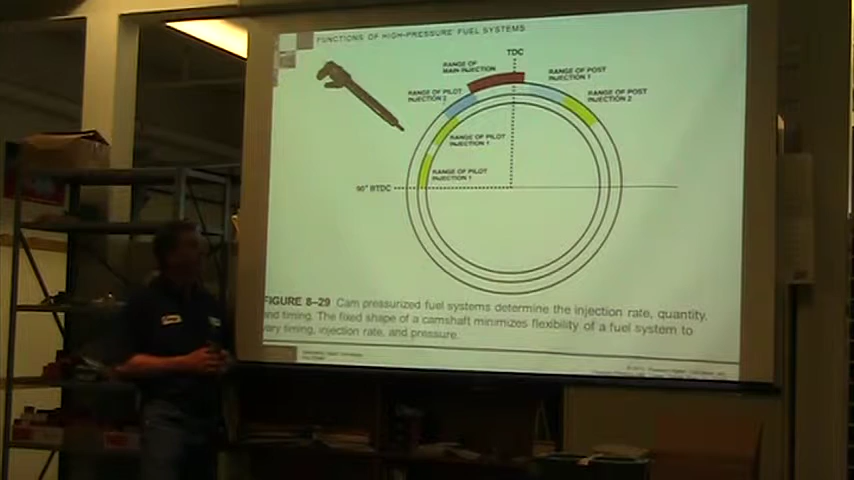 FUNCTIONS OF HIGH-PRESSURE FUEL SYSTEMS
TDC
RANGE OF
MAIN INJECTION
RANGE OF POST
INJECTION 1
RANGE OF PILOT
INJECTION 2
RANGE OF POST
INJECTION 2
RANGE OF PILOT
INJECTION 1
RANGE OF PILOT
INJECTION 1
90° BTDC
FIGURE 8–29 Cam pressurized fuel systems determine the injection rate, quantity,
and timing. The fixed shape of a camshaft minimizes flexibility of a fuel system to
vary timing, injection rate, and pressure.